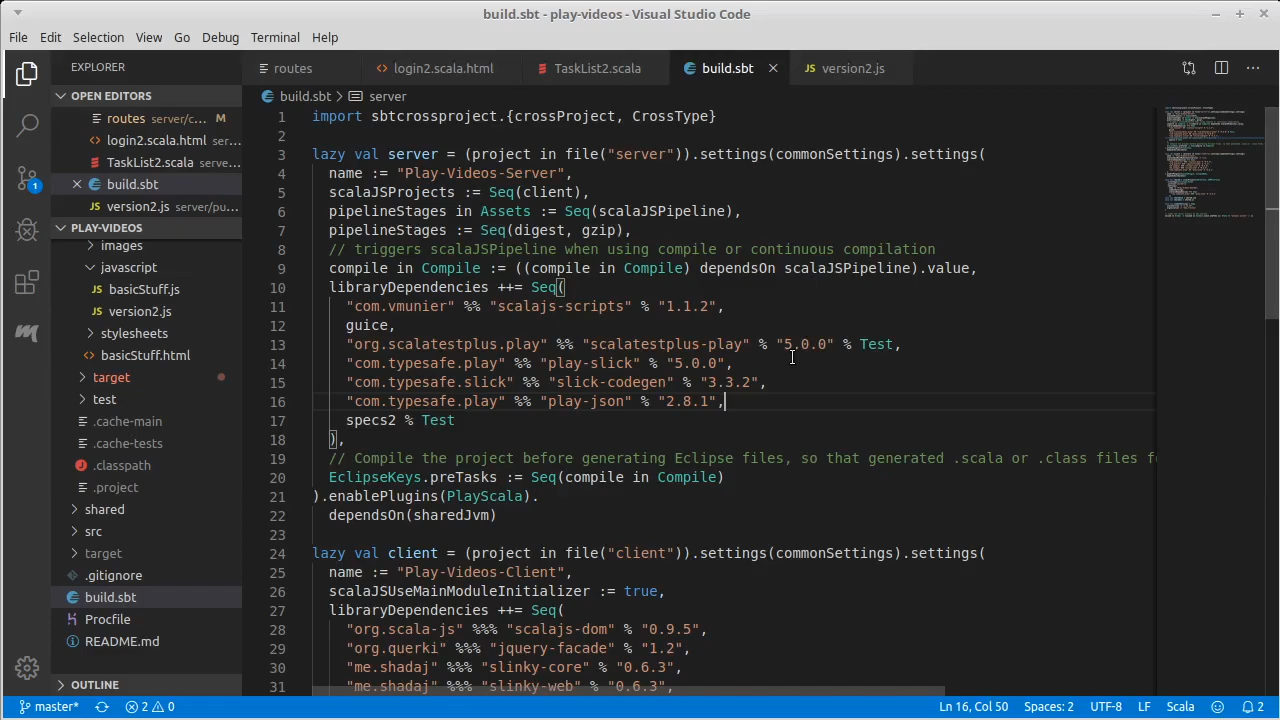 build.sbt - play-videos - Visual Studio Code
File Edit Selection View Go Debug Terminal Help
EXPLORER
OPEN EDITORS
routes server/c... M
login2.scala.html ser...
TaskList2.scala serve...
build.sbt
version2.js server/pu...
PLAY-VIDEOS
images
javascript
basicStuff.js
version2.js
stylesheets
basicStuff.html
target
test
.cache-main
.cache-tests
.classpath
.project
shared
src
target
.gitignore
build.sbt
Procfile
README.md
OUTLINE
routes login2.scala.html TaskList2.scala build.sbt version2.js
build.sbt > server
1 import sbtcrossproject.{crossProject, CrossType}
2
3 lazy val server = (project in file("server")).settings(commonSettings).settings(
4 name := "Play-Videos-Server",
5 scalaJSProjects := Seq(client),
6 pipelineStages in Assets := Seq(scalaJSPipeline),
7 pipelineStages := Seq(digest, gzip),
8 // triggers scalaJSPipeline when using compile or continuous compilation
9 compile in Compile := ((compile in Compile) dependsOn scalaJSPipeline).value,
10 libraryDependencies ++= Seq(
11 "com.vmunier" %% "scalajs-scripts" % "1.1.2",
12 guice,
13 "org.scalatestplus.play" %% "scalatestplus-play" % "5.0.0" % Test,
14 "com.typesafe.play" %% "play-slick" % "5.0.0",
15 "com.typesafe.slick" %% "slick-codegen" % "3.3.2",
16 "com.typesafe.play" %% "play-json" % "2.8.1",
17 specs2 % Test
18 ),
19 // Compile the project before generating Eclipse files, so that generated .scala or .class files f
20 EclipseKeys.preTasks := Seq(compile in Compile)
21 ).enablePlugins(PlayScala).
22 dependsOn(sharedJvm)
23
24 lazy val client = (project in file("client")).settings(commonSettings).settings(
25 name := "Play-Videos-Client",
26 scalaJSUseMainModuleInitializer := true,
27 libraryDependencies ++= Seq(
28 "org.scala-js" %%% "scalajs-dom" % "0.9.5",
29 "org.querki" %%% "jquery-facade" % "1.2",
30 "me.shadaj" %%% "slinky-core" % "0.6.3",
31 "me.shadaj" %%% "slinky-web" % "0.6.3",
1
master* 2 0 Ln 16, Col 50 Spaces: 2 UTF-8 LF Scala 2